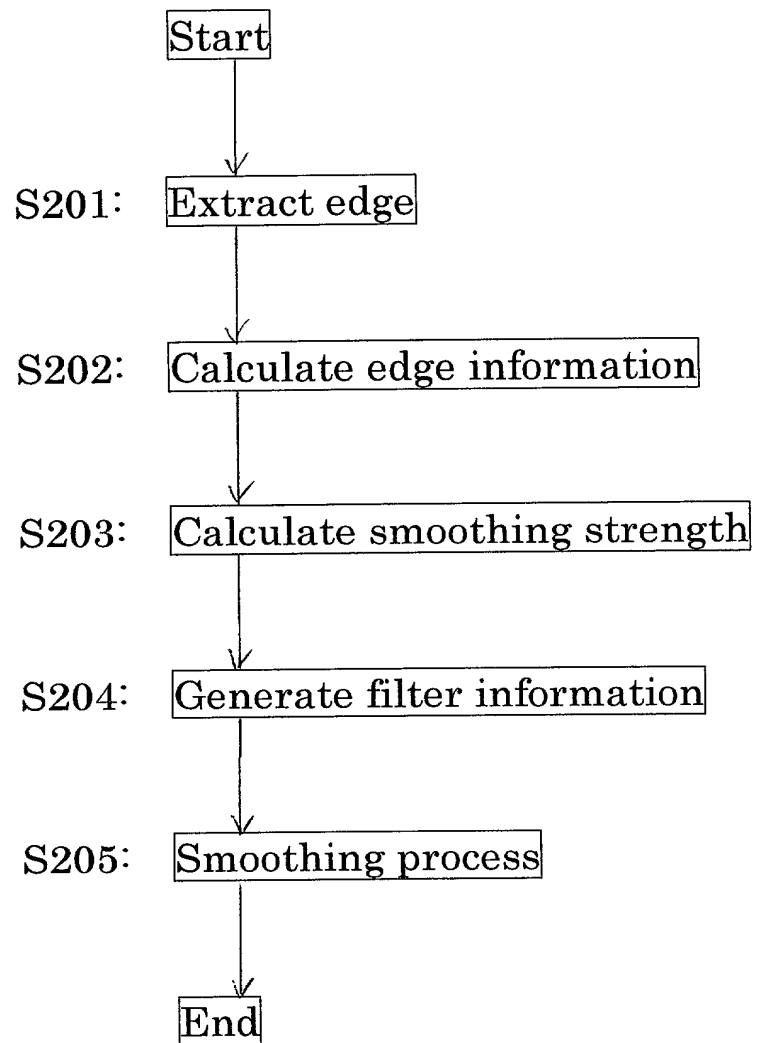 Start
S201: Extract edge
S202: Calculate edge information
S203: Calculate smoothing strength
S204: Generate filter information
S205: Smoothing process
End